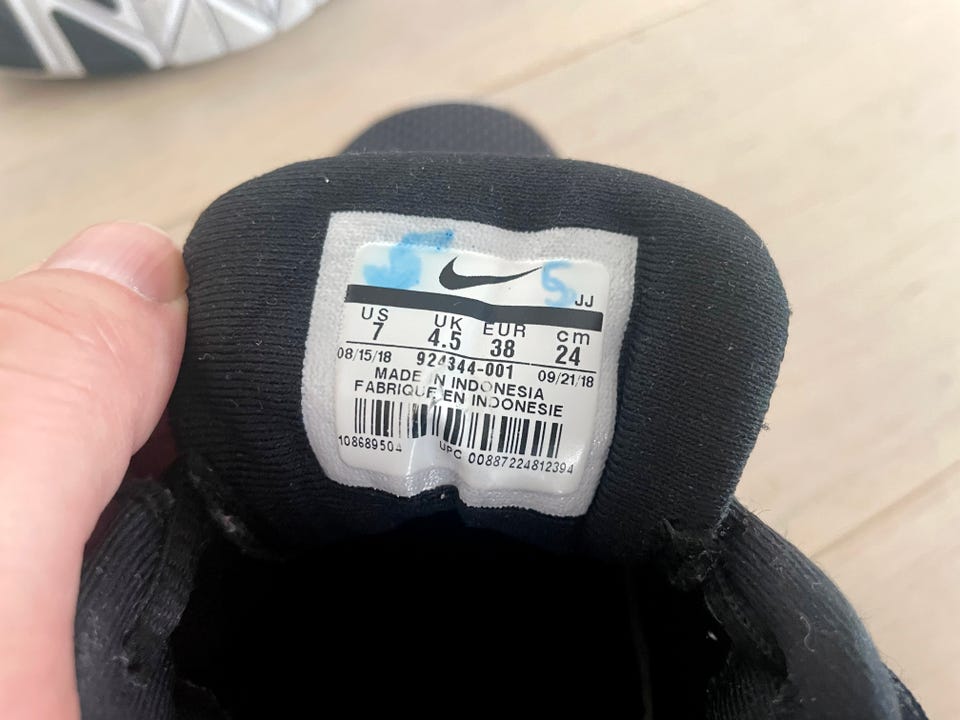 S
JJ
US UK EUR cm
7 4.5 38 24
08/15/18 924344-001 09/21/18
MADE IN INDONESIA
FABRIQUE EN INDONESIE
108689504 UPC 00887224812394